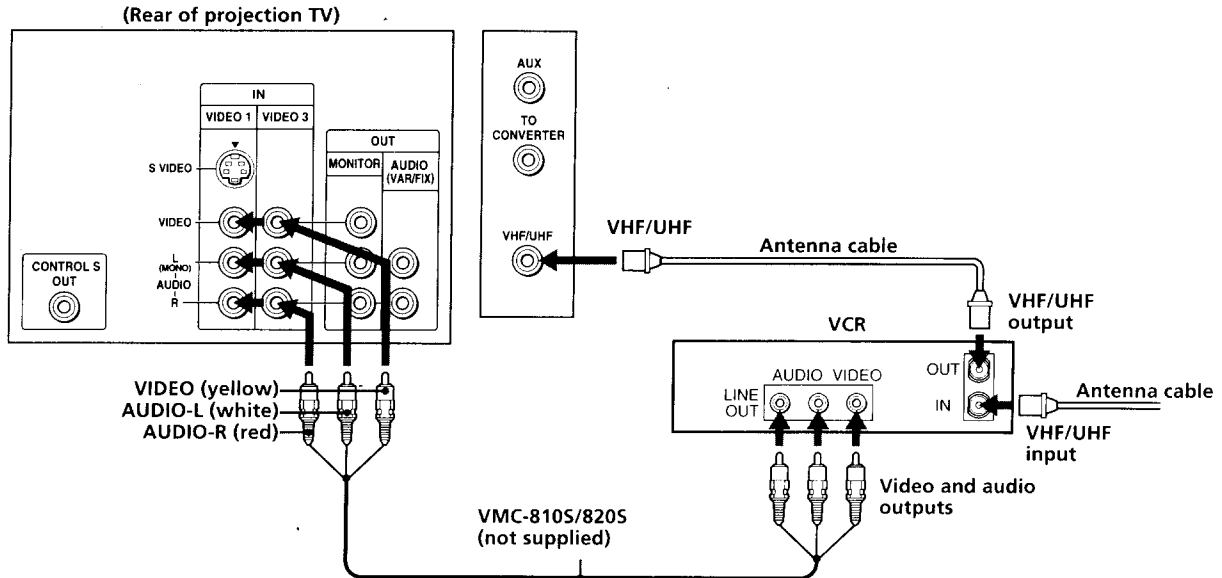 (Rear of projection TV)
IN
VIDEO 1 VIDEO 3
S VIDEO
VIDEO
L
(MONO)
AUDIO
R
OUT
MONITOR
AUDIO
(VAR/FIX)
CONTROL S
OUT
AUX
TO
CONVERTER
VHF/UHF
VHF/UHF
Antenna cable
VHF/UHF
output
VCR
AUDIO VIDEO
LINE
OUT
OUT
IN
Antenna cable
VHF/UHF
input
VIDEO (yellow)
AUDIO-L (white)
AUDIO-R (red)
Video and audio
outputs
VMC-810S/820S
(not supplied)